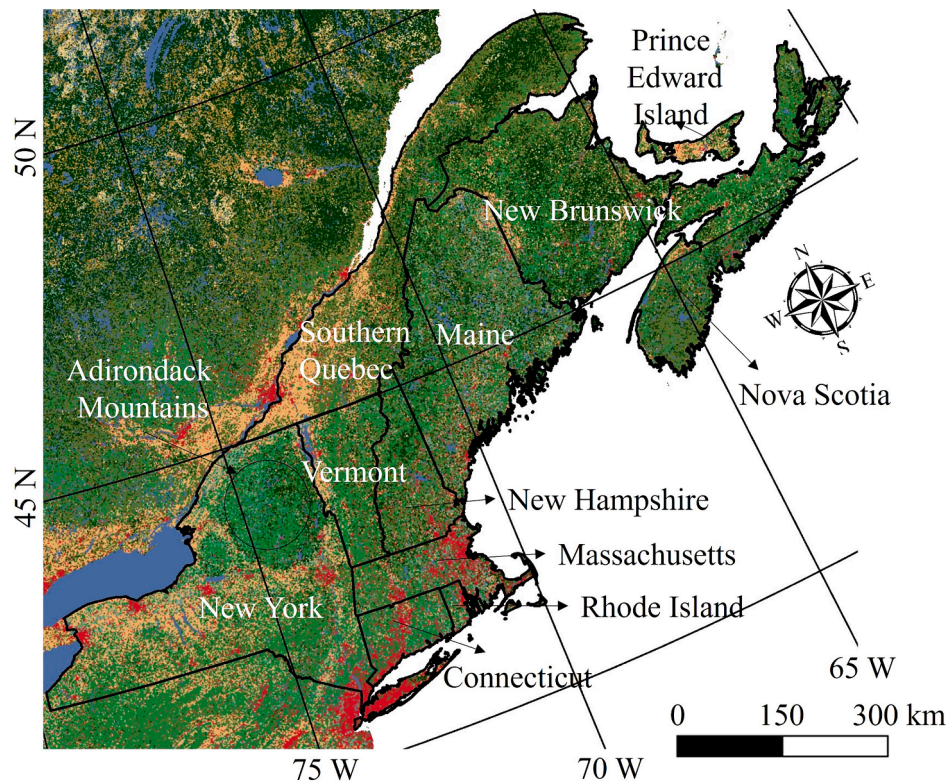 Prince
Edward
Island
50 N
New Brunswick
N
E
W
S
Southern
Quebec
Maine
Adirondack
Mountains
Nova Scotia
Vermont
45 N
New Hampshire
Massachusetts
New York
Rhode Island
Connecticut
65 W
0 150 300 km
75 W
70 W